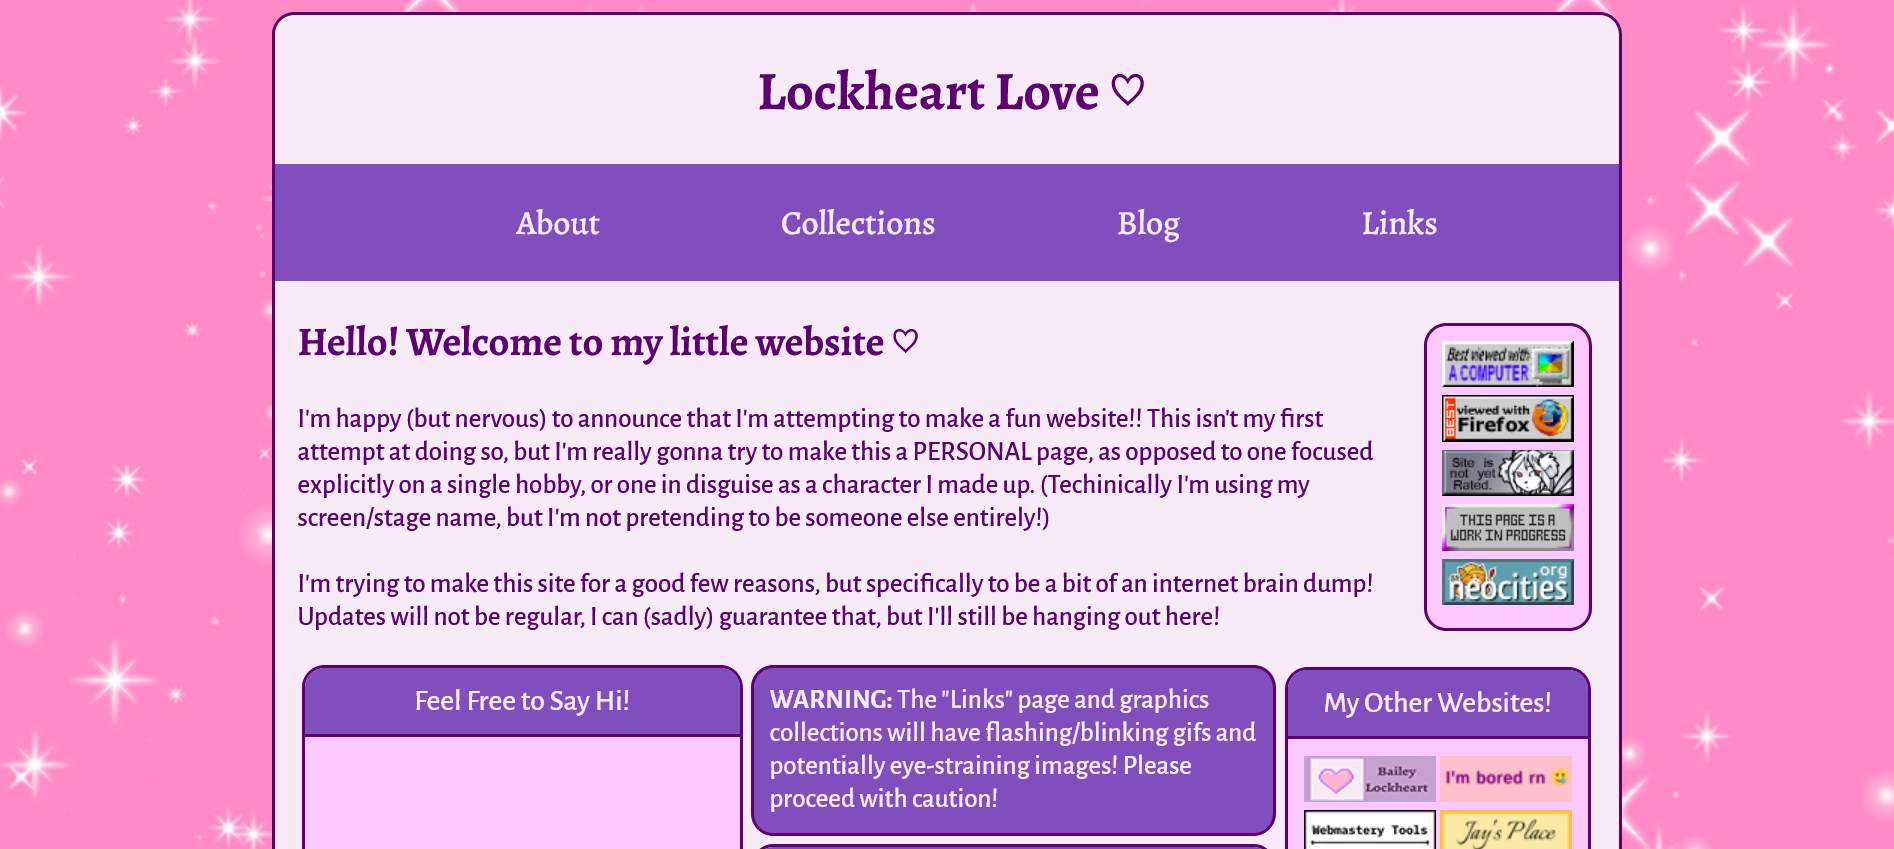 Lockheart Love ♡
About
Collections
Blog
Links
Hello! Welcome to my little website ♡
I'm happy (but nervous) to announce that I'm attempting to make a fun website!! This isn't my first
attempt at doing so, but I'm really gonna try to make this a PERSONAL page, as opposed to one focused
explicitly on a single hobby, or one in disguise as a character I made up. (Techinically I'm using my
screen/stage name, but I'm not pretending to be someone else entirely!)
I'm trying to make this site for a good few reasons, but specifically to be a bit of an internet brain dump!
Updates will not be regular, I can (sadly) guarantee that, but I'll still be hanging out here!
Best viewed with
A COMPUTER
BEST
viewed with
Firefox
Site is
not yet
Rated.
THIS PAGE IS A
WORK IN PROGRESS
.org
neocities
Feel Free to Say Hi!
WARNING: The "Links" page and graphics
collections will have flashing/blinking gifs and
potentially eye-straining images! Please
proceed with caution!
My Other Websites!
Bailey
Lockheart
I'm bored rn
Webmastery Tools
Jay's Place